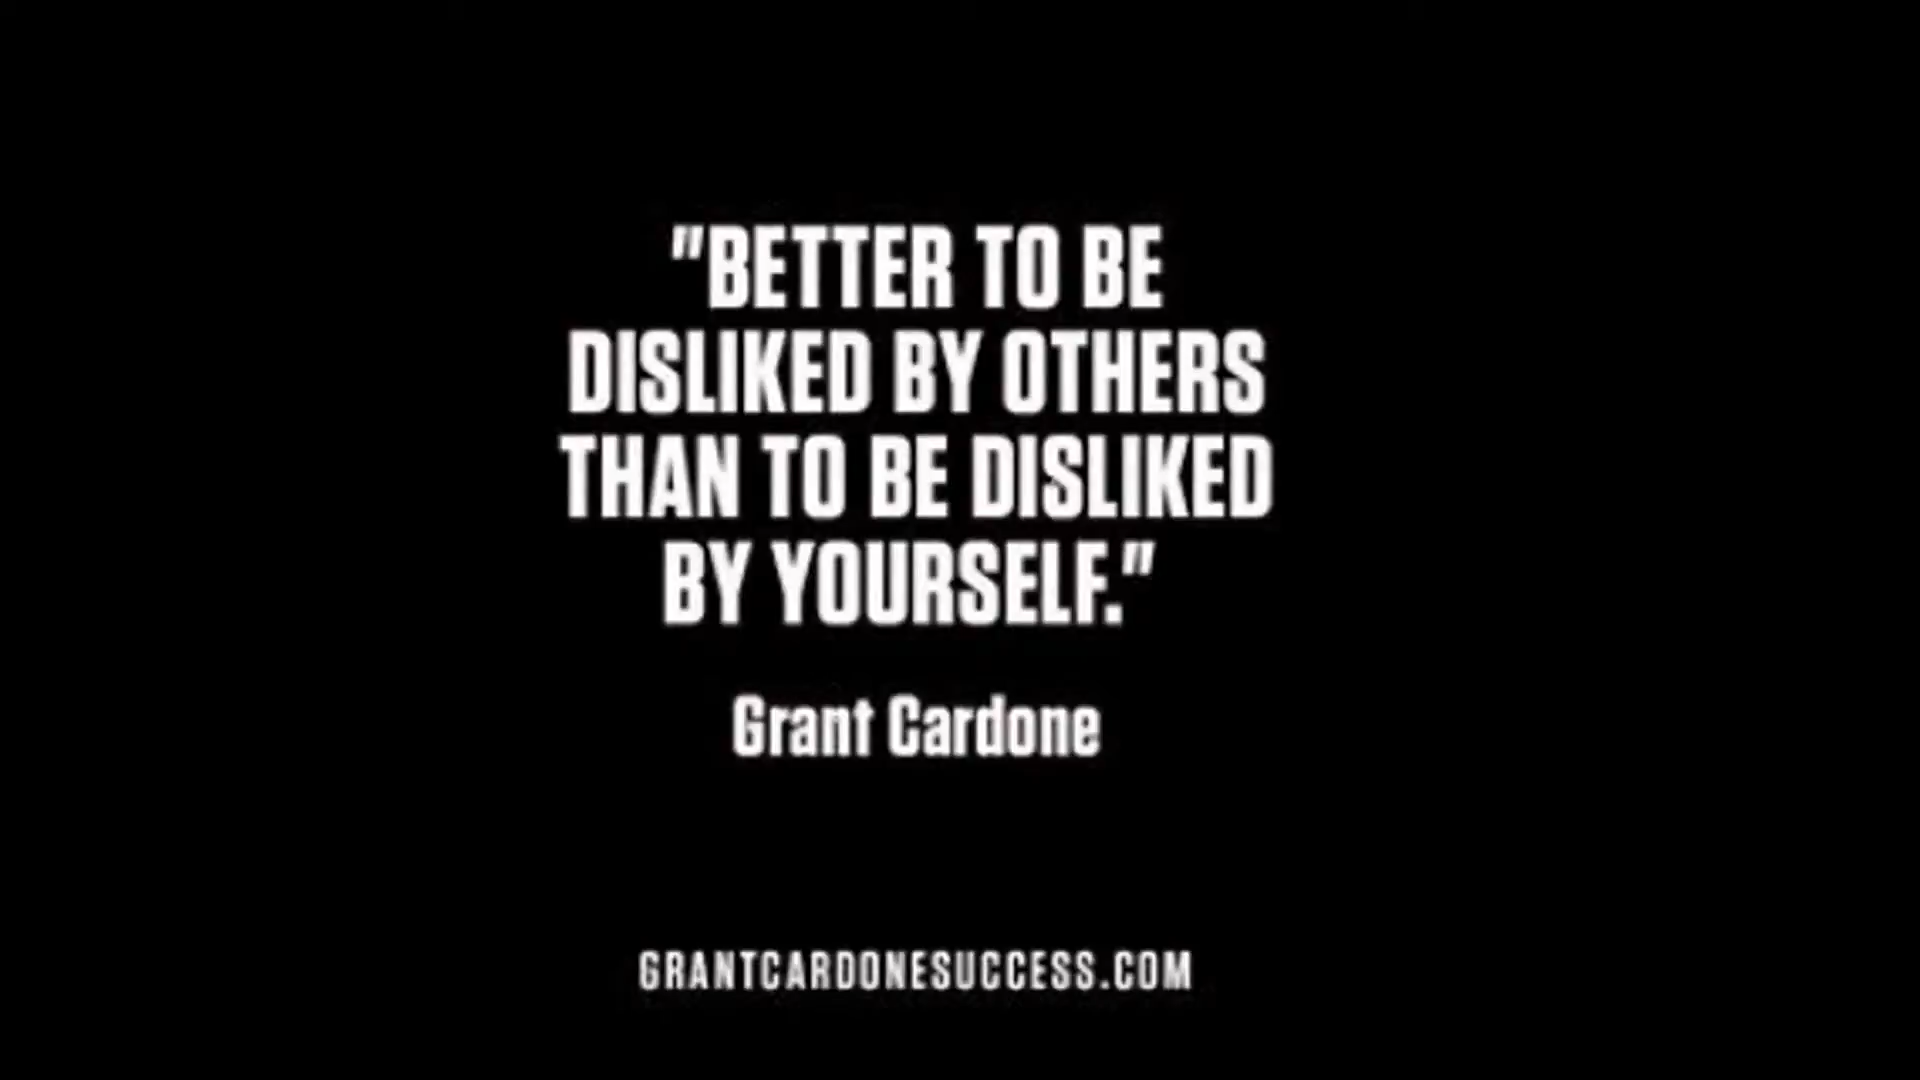 "BETTER TO BE
DISLIKED BY OTHERS
THAN TO BE DISLIKED
BY YOURSELF."
Grant Cardone
GRANTCARDONESUCCESS.COM